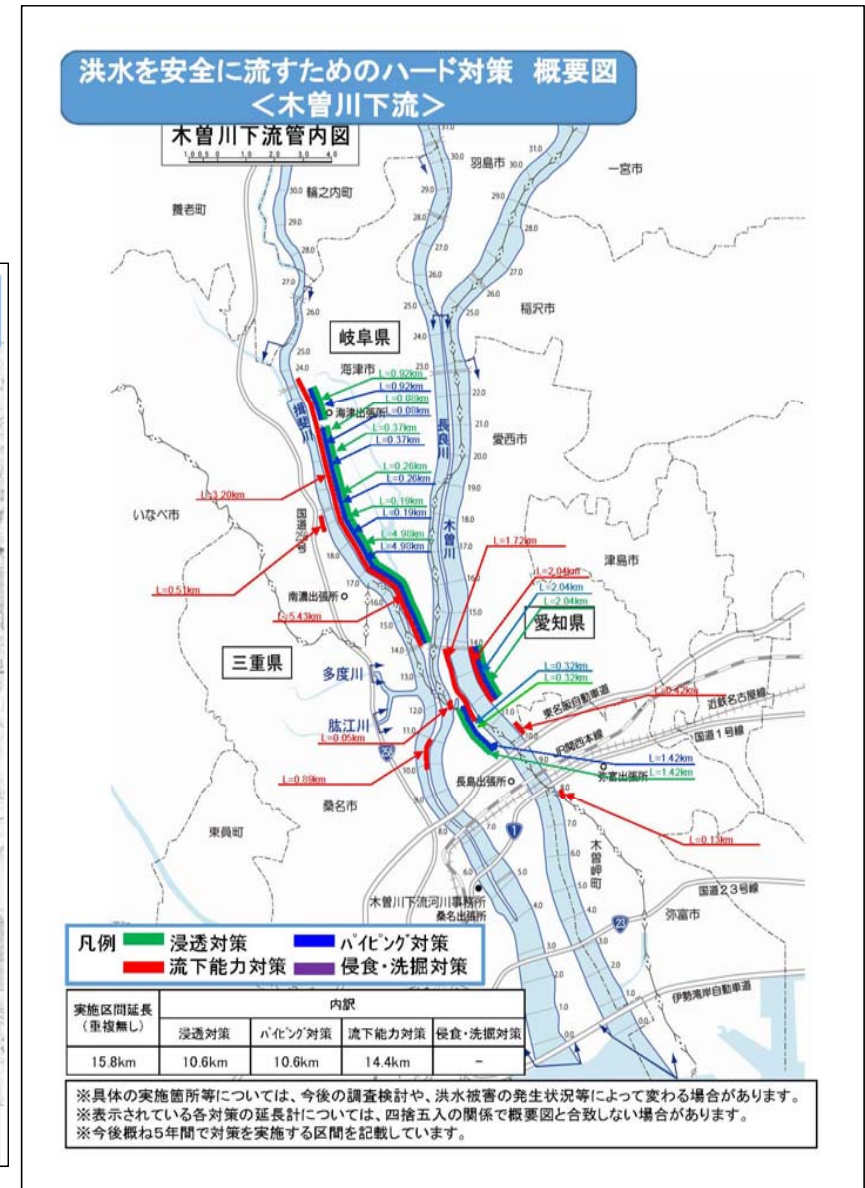 洪水を安全に流すためのハード対策 概要図
<木曽川下流>
木曽川下流管内図
羽島市
一宮市
輪之内町
養老町
稲沢市
岐阜県
海津市
L=0.92km
L=0.92km
L=0.08km
海津出張所
L=0.08km
揖斐川
長良川
L=0.37km
L=0.37km
愛西市
L=0.26km
L=0.26km
L=3.20km
L=0.19km
いなべ市
L=0.19km
木曽川
L=4.98km
L=4.98km
L=1.72km
津島市
L=2.04km
L=2.04km
L=2.04km
L=0.51km
南濃出張所
愛知県
三重県
多度川
L=0.32km
L=0.32km
東名阪自動車道
近鉄名古屋線
肱江川
L=0.05km
JR関西本線
国道1号線
258
L=1.42km
L=0.89km
長島出張所
弥富出張所
L=1.42km
桑名市
東員町
1
L=0.13km
木曽岬町
木曽川下流河川事務所
桑名出張所
国道23号線
弥富市
23
伊勢湾岸自動車道
凡例 浸透対策 パイピング対策
流下能力対策 侵食・洗掘対策
実施区間延長
(重複無し)
内訳
浸透対策 パイピング対策 流下能力対策 侵食・洗掘対策
15.8km 10.6km 10.6km 14.4km －
※具体の実施箇所等については、今後の調査検討や、洪水被害の発生状況等によって変わる場合があります。
※表示されている各対策の延長計については、四捨五入の関係で概要図と合致しない場合があります。
※今後概ね5年間で対策を実施する区間を記載しています。